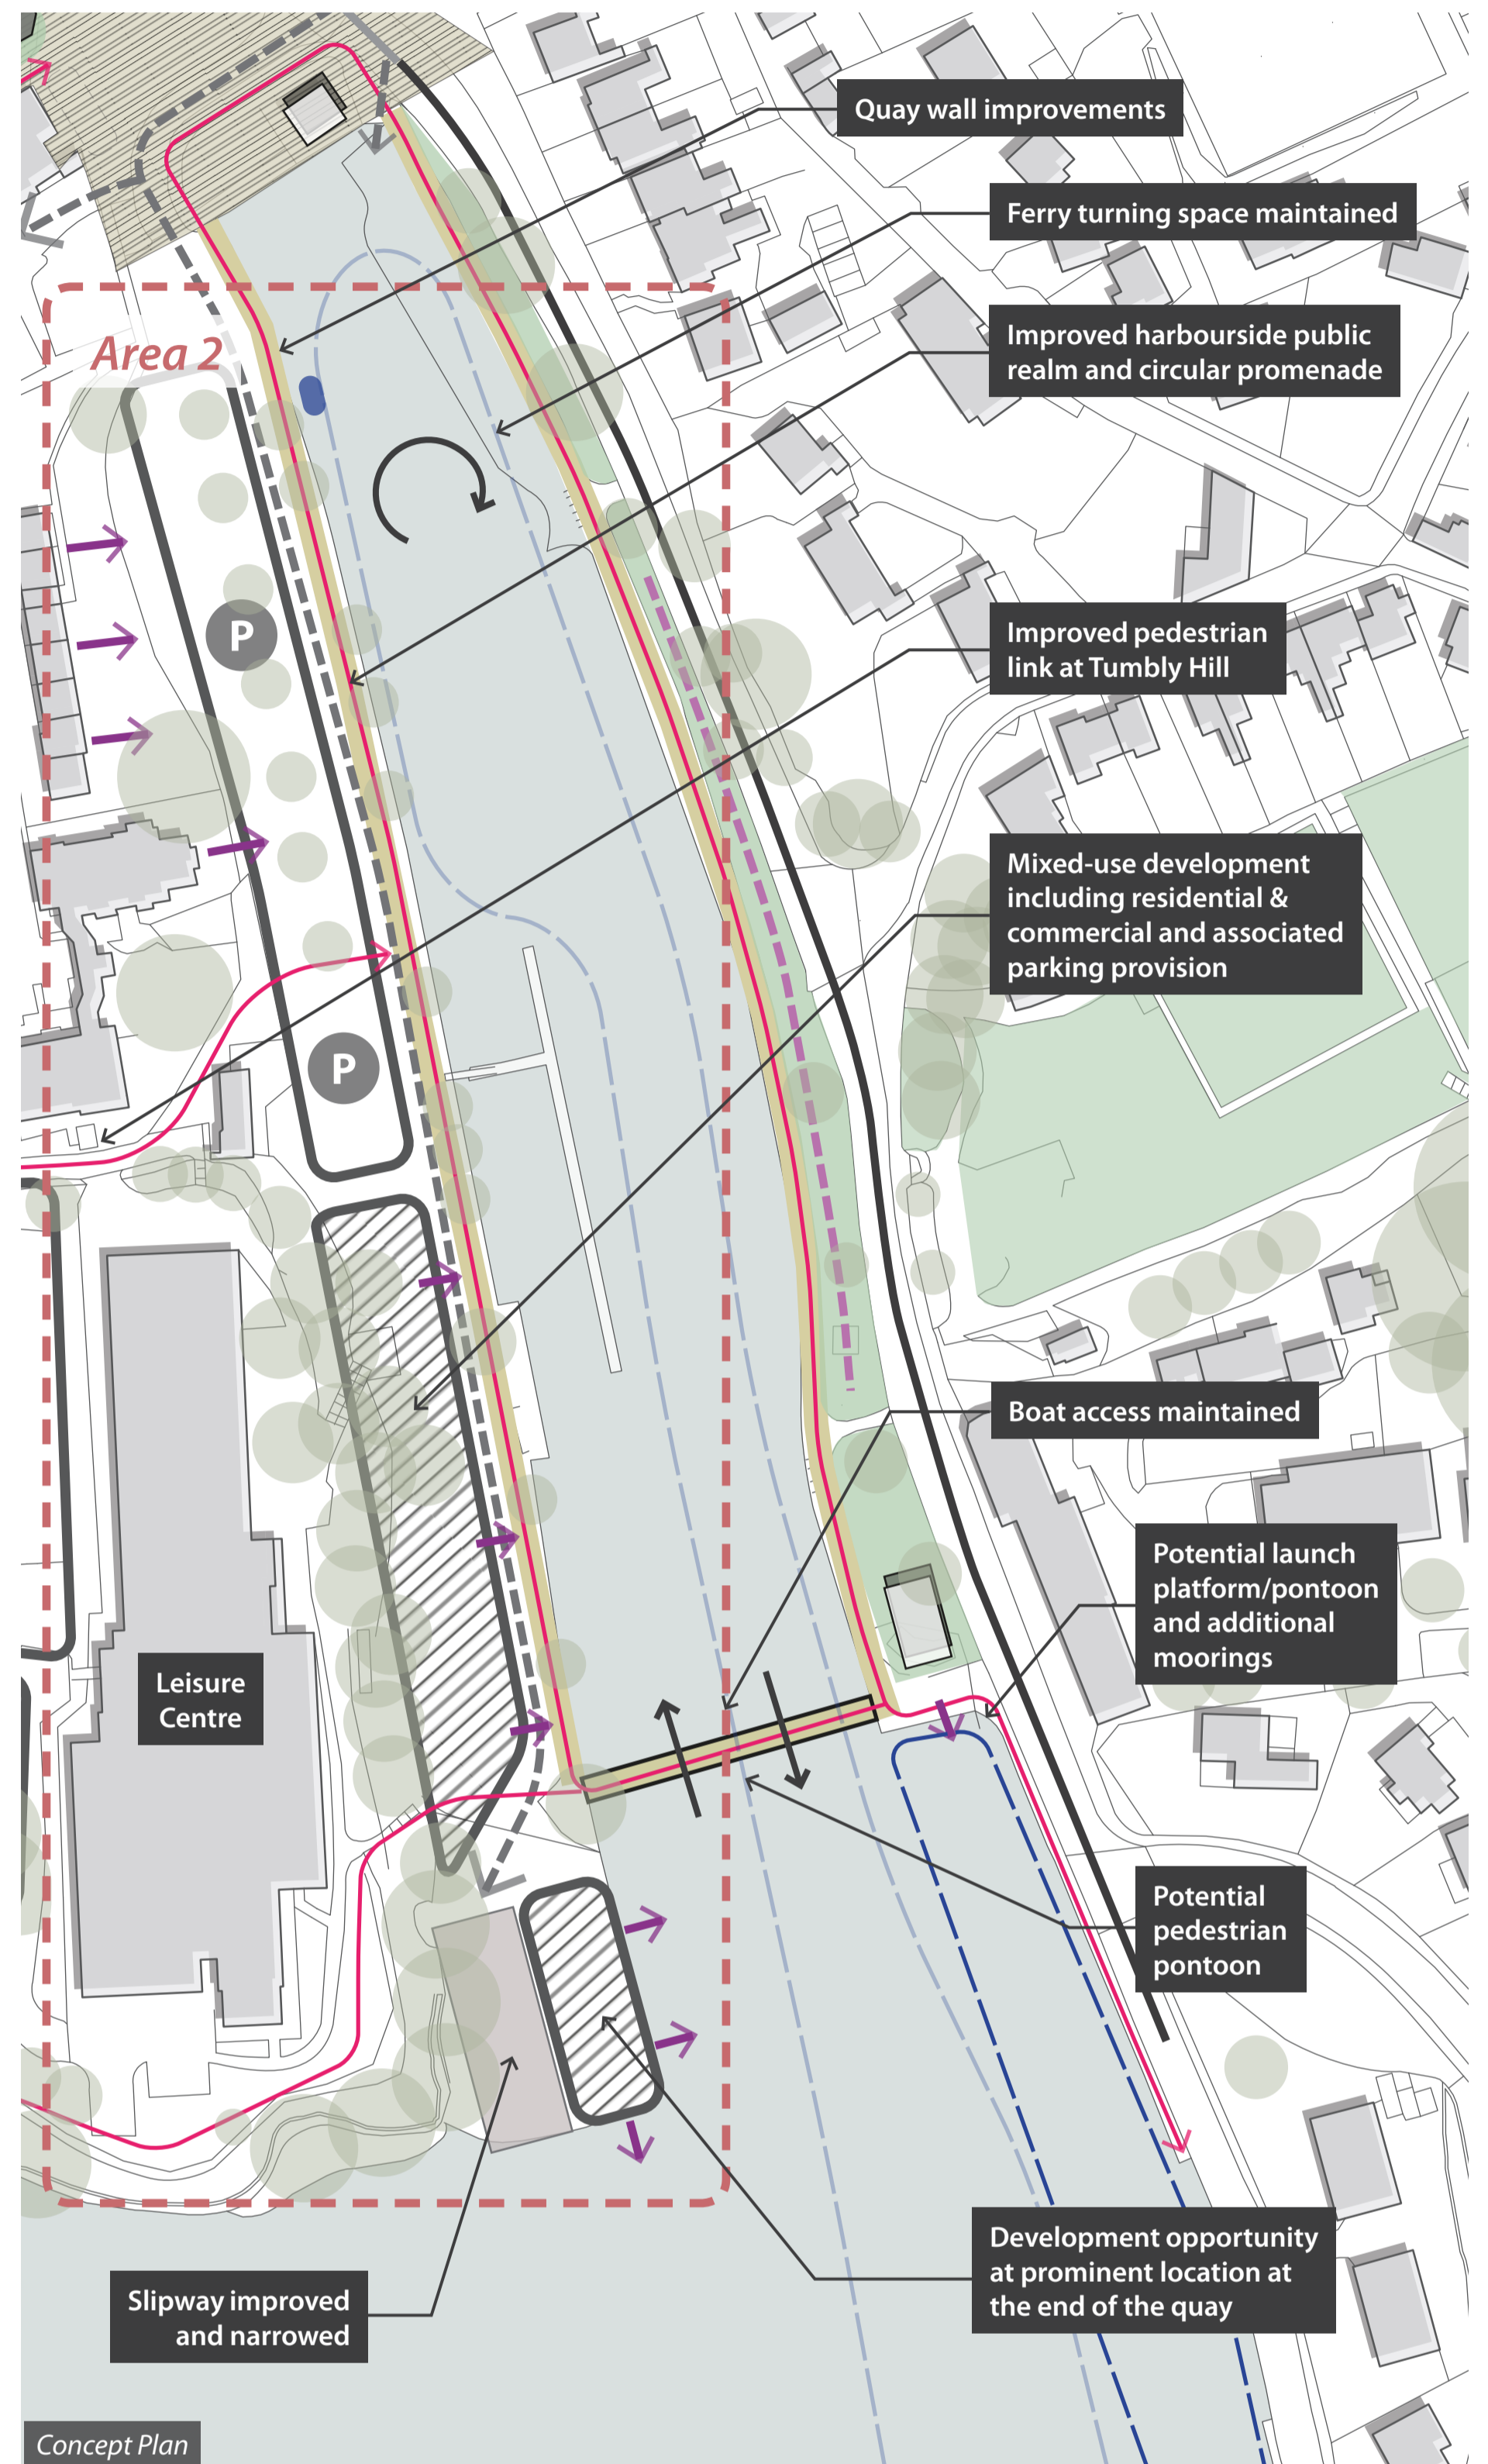 Quay wall improvements
Ferry turning space maintained
Improved harbourside public
realm and circular promenade
Area 2
P
Improved pedestrian
link at Tumbly Hill
Mixed-use development
including residential &
commercial and associated
parking provision
P
Boat access maintained
Potential launch
platform/pontoon
and additional
moorings
Leisure
Centre
Potential
pedestrian
pontoon
Development opportunity
at prominent location at
the end of the quay
Slipway improved
and narrowed
Concept Plan